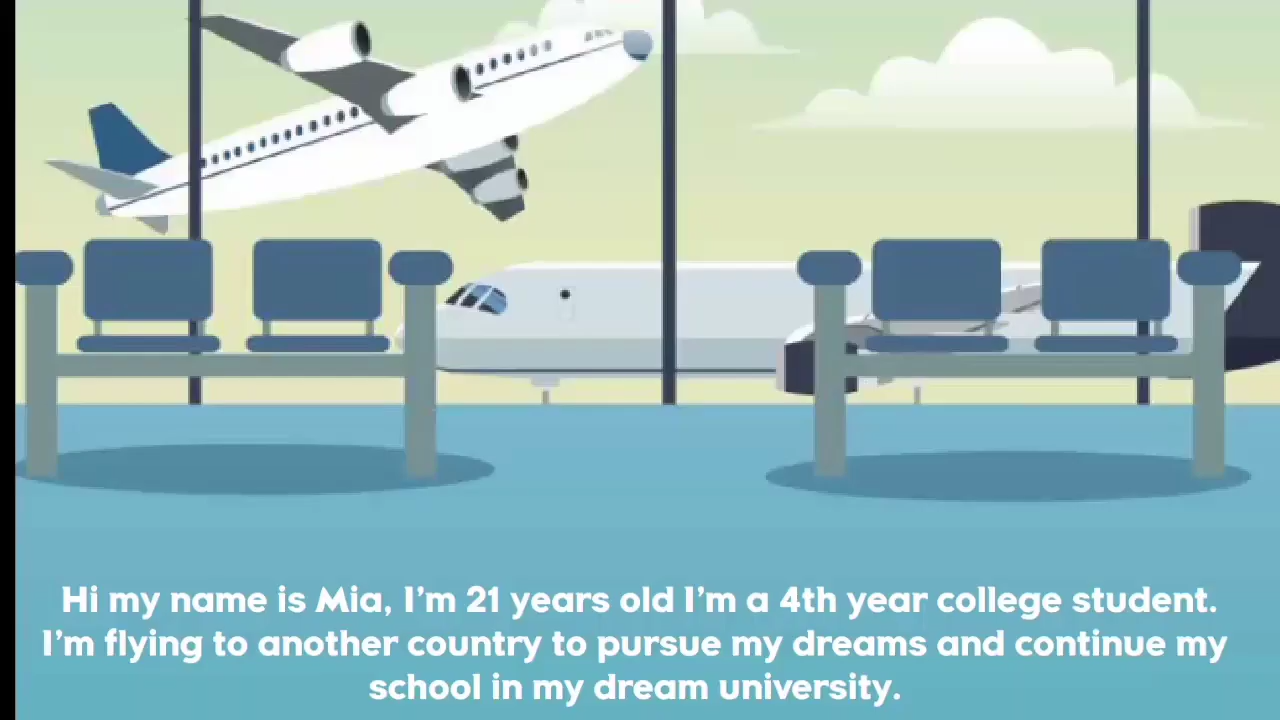 Hi my name is Mia, I'm 21 years old I'm a 4th year college student.
I'm flying to another country to pursue my dreams and continue my
school in my dream university.